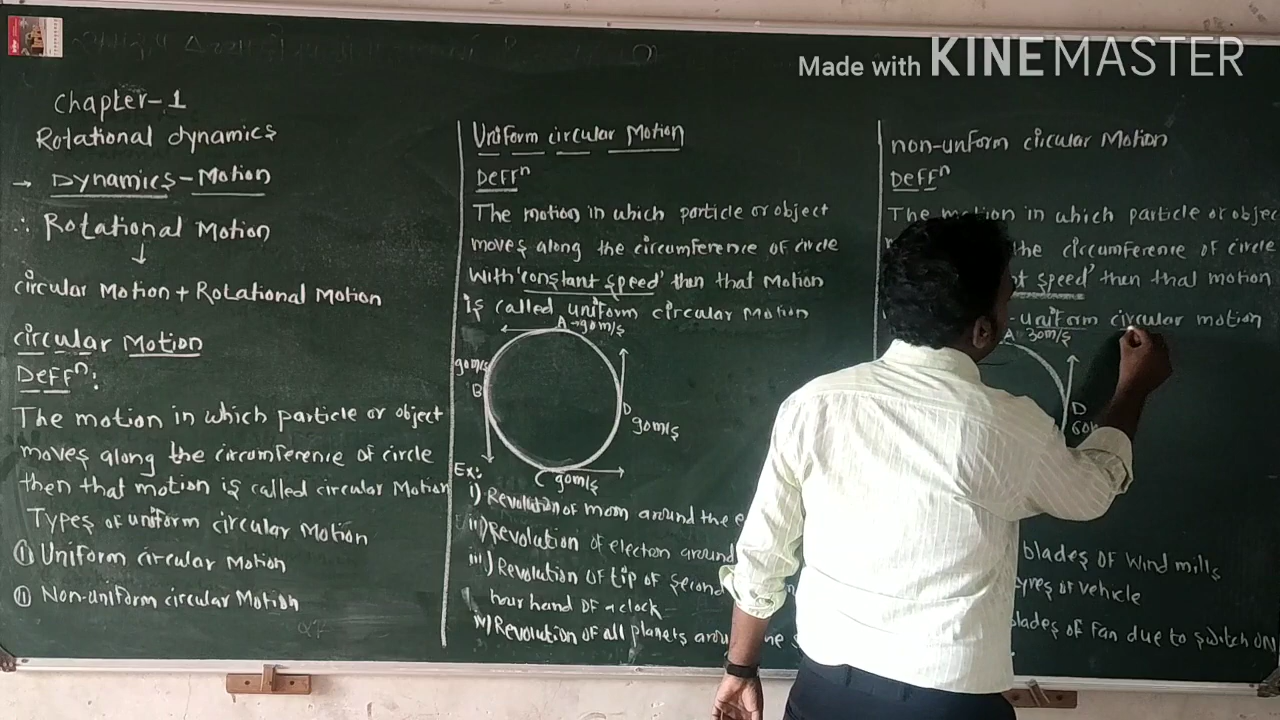 Made with KINEMASTER
Chapter-1
Rotational dynamics
→ Dynamics - Motion
∴ Rotational Motion
↓
circular Motion + Rotational Motion
circular Motion
Deffⁿ:
The motion in which particle or object
moves along the circumference of circle
then that motion is called circular Motion
Types of uniform circular Motion
① Uniform circular Motion
⑪ Non-uniform circular Motion
Uniform circular Motion
Deffⁿ
The motion in which particle or object
moves along the circumference of circle
with 'constant speed' then that Motion
is called uniform circular Motion
A → 90m/s
90m/s
B
D
90m/s
C 90m/s
Ex:
i) Revolution of moon around the
ii) Revolution of electron around
iii) Revolution of tip of second
hour hand of a clock
iv) Revolution of all planets around the
non-unform circular Motion
Deffⁿ
The motion in which particle or objec
the circumference of circle
speed' then that motion
-uniform circular motion
A 30m/s
D
60
blades of wind mills
tyres of vehicle
blades of Fan due to switch on